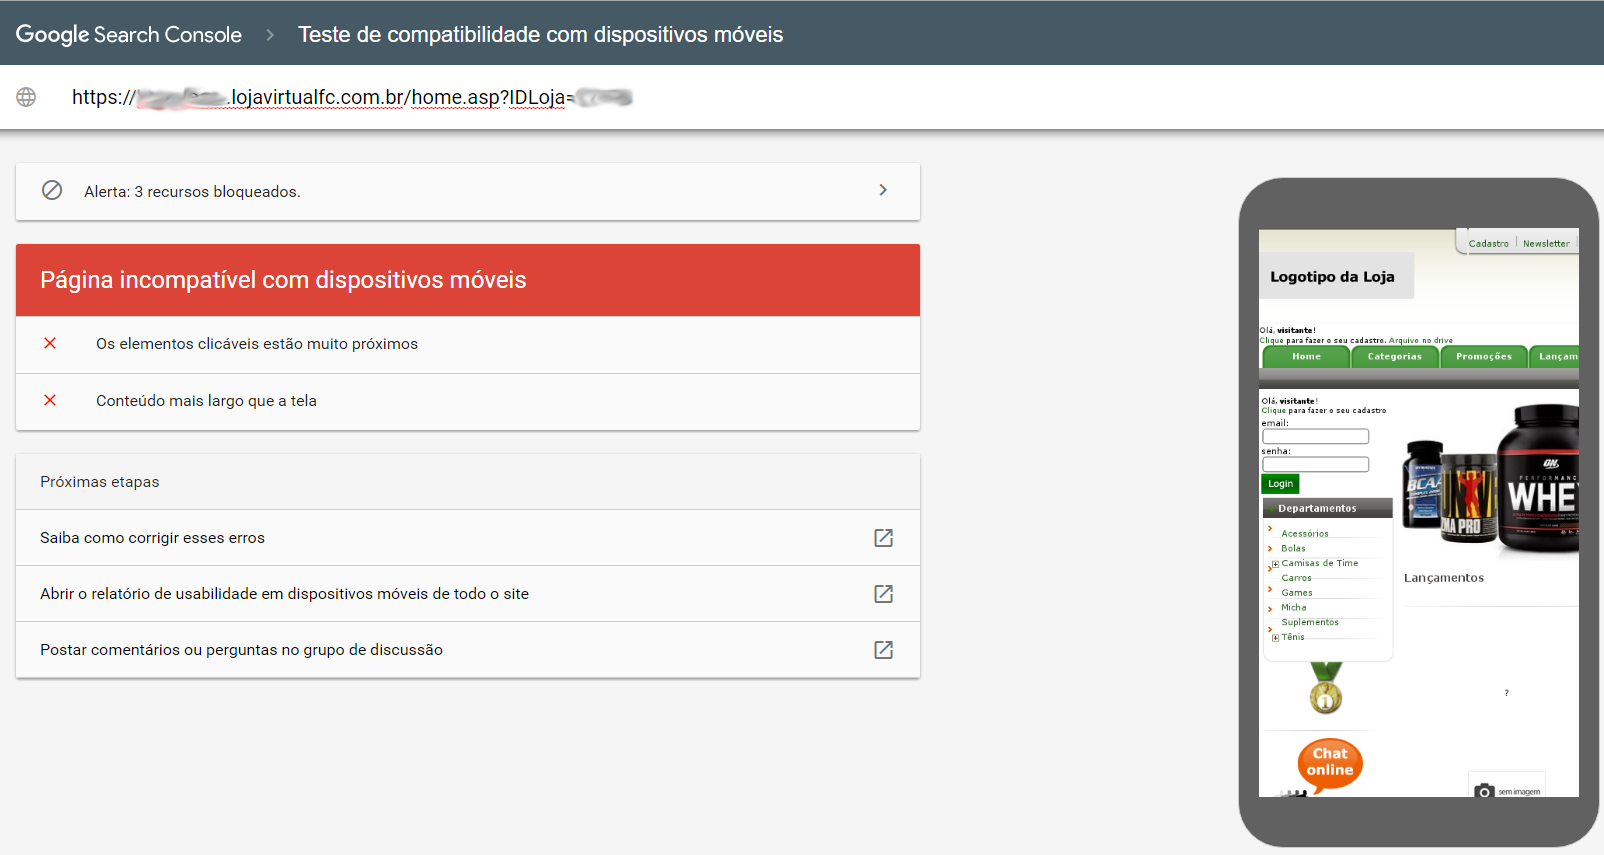 Google Search Console > Teste de compatibilidade com dispositivos móveis
https://
.lojavirtualfc.com.br/home.asp?IDLoja=
Alerta: 3 recursos bloqueados.
Página incompatível com dispositivos móveis
Os elementos clicáveis estão muito próximos
Conteúdo mais largo que a tela
Próximas etapas
Saiba como corrigir esses erros
Abrir o relatório de usabilidade em dispositivos móveis de todo o site
Postar comentários ou perguntas no grupo de discussão
Cadastro | Newsletter
Logotipo da Loja
Olá, visitante!
Clique para fazer o seu cadastro. Arquivo no drive
Home Categorias Promoções Lançam
Olá, visitante!
Clique para fazer o seu cadastro
email:
senha:
Login
Departamentos
Acessórios
Bolas
Camisas de Time
Carros
Games
Micha
Suplementos
Tênis
BCAA
ZMA PRO
ON
PERFORMANC
WHE
Lançamentos
1
?
Chat
online
sem imagem